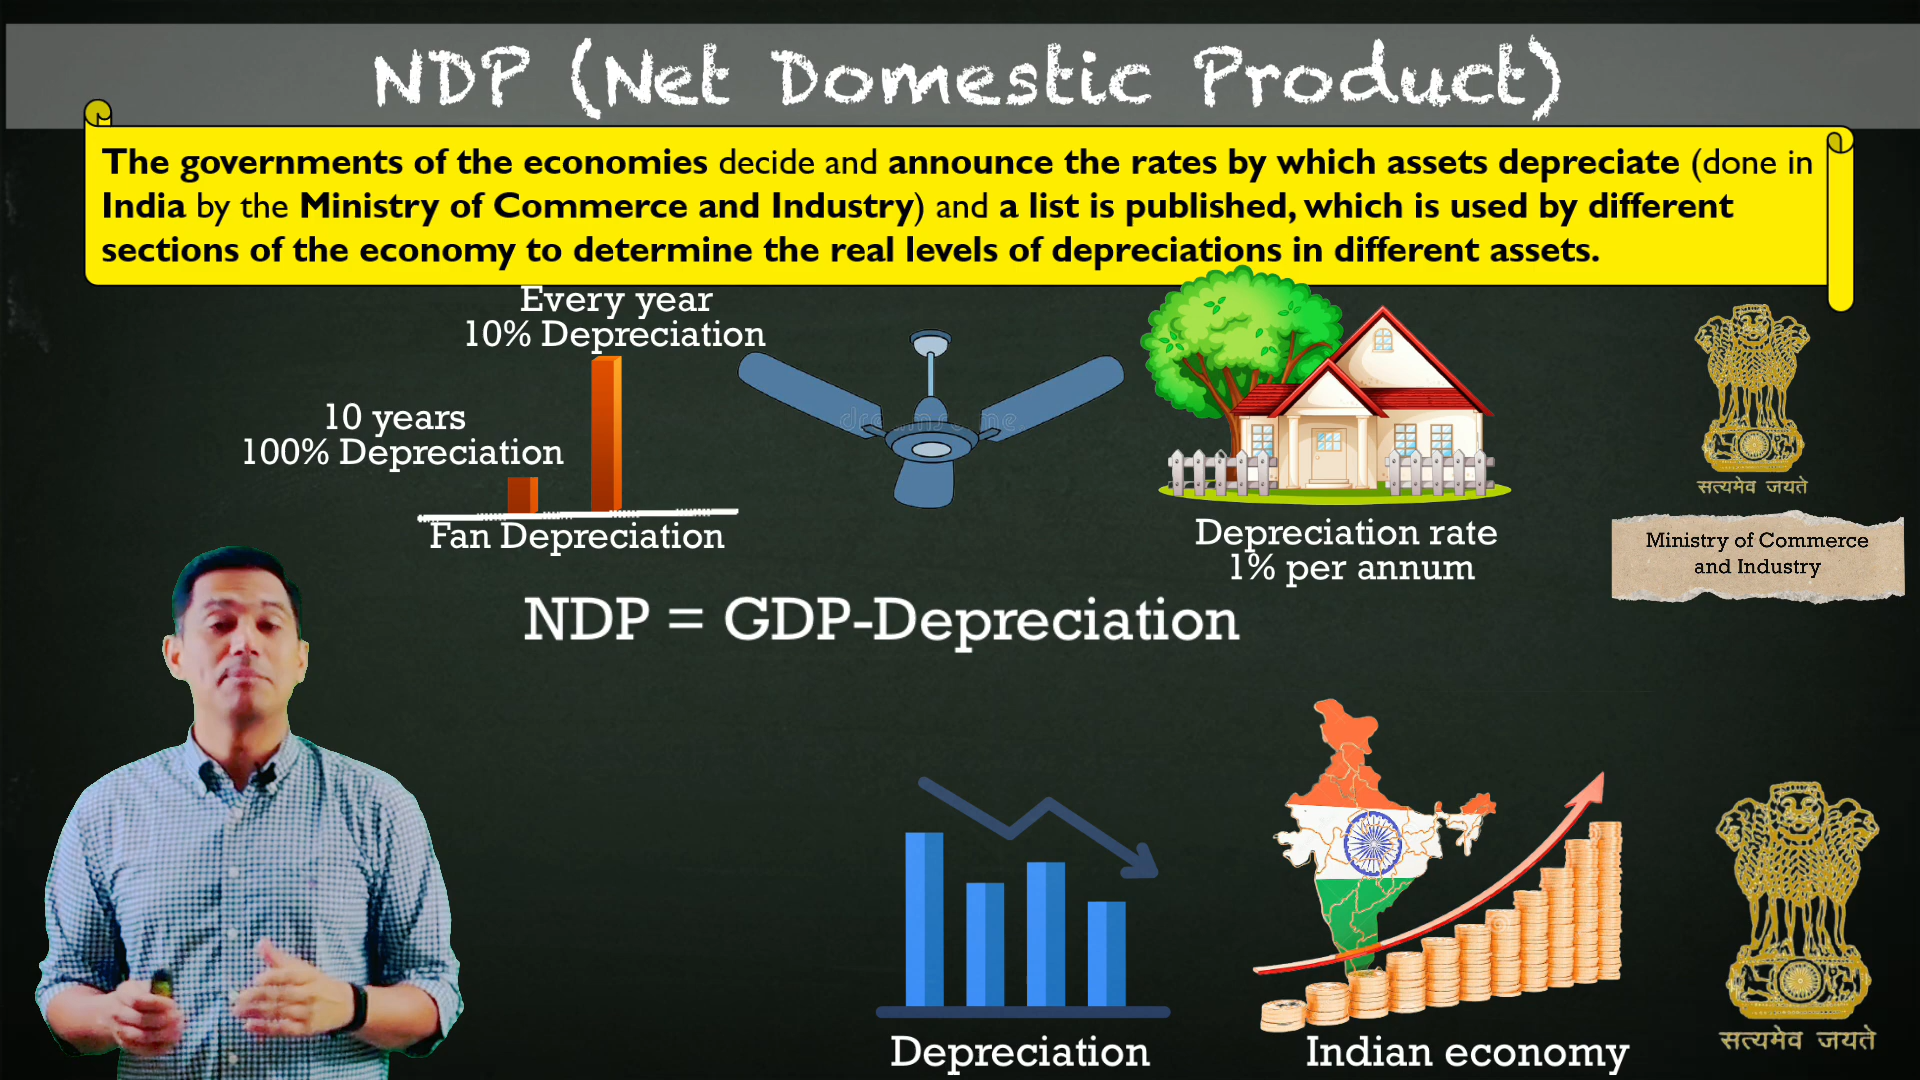 NDP (Net Domestic Product)
The governments of the economies decide and announce the rates by which assets depreciate (done in
India by the Ministry of Commerce and Industry) and a list is published, which is used by different
sections of the economy to determine the real levels of depreciations in different assets.
Every year
10% Depreciation
10 years
100% Depreciation
Fan Depreciation
Depreciation rate
1% per annum
सत्यमेव जयते
Ministry of Commerce
and Industry
NDP = GDP-Depreciation
Depreciation
Indian economy
सत्यमेव जयते